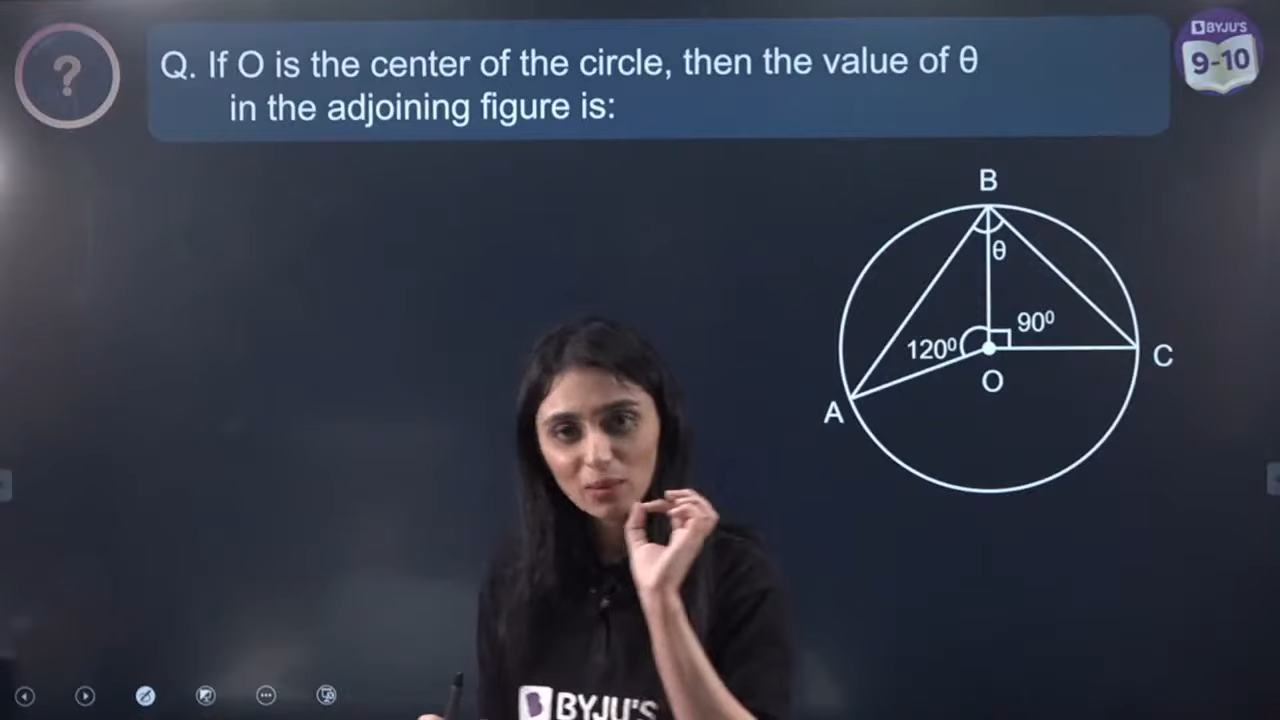 ?
Q. If O is the center of the circle, then the value of θ
in the adjoining figure is:
BYJU'S
9-10
B
θ
90⁰
120⁰
O
C
A
BYJU'S